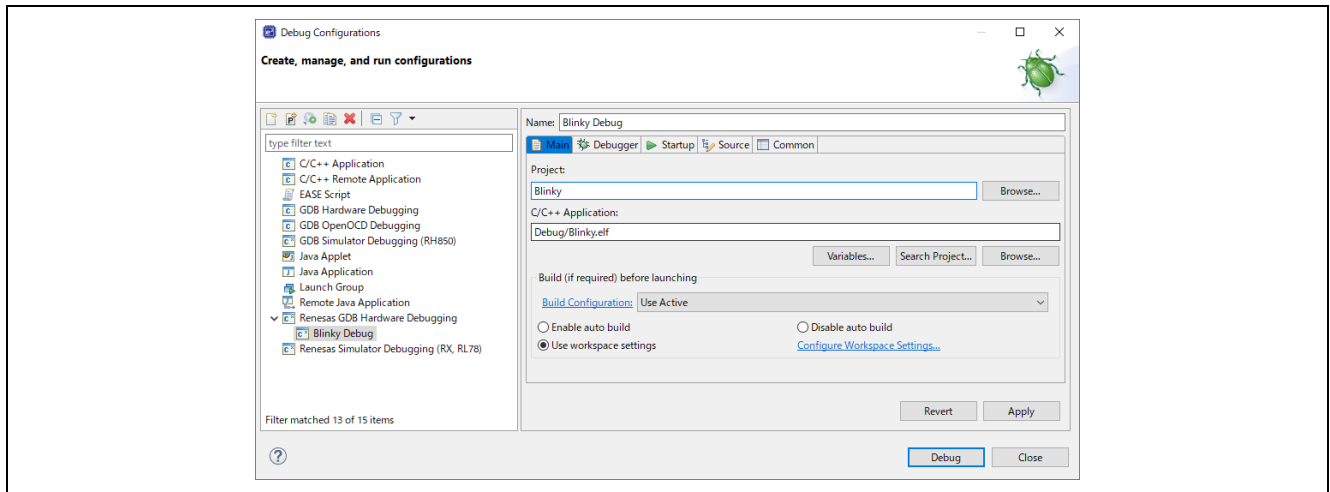 Debug Configurations
Create, manage, and run configurations
type filter text
C/C++ Application
C/C++ Remote Application
EASE Script
GDB Hardware Debugging
GDB OpenOCD Debugging
GDB Simulator Debugging (RH850)
Java Applet
Java Application
Launch Group
Remote Java Application
Renesas GDB Hardware Debugging
Blinky Debug
Renesas Simulator Debugging (RX, RL78)
Filter matched 13 of 15 items
Name: Blinky Debug
Main Debugger Startup Source Common
Project:
Blinky Browse...
C/C++ Application:
Debug/Blinky.elf
Variables... Search Project... Browse...
Build (if required) before launching
Build Configuration: Use Active
Enable auto build Disable auto build
Use workspace settings Configure Workspace Settings...
Revert Apply
Debug Close